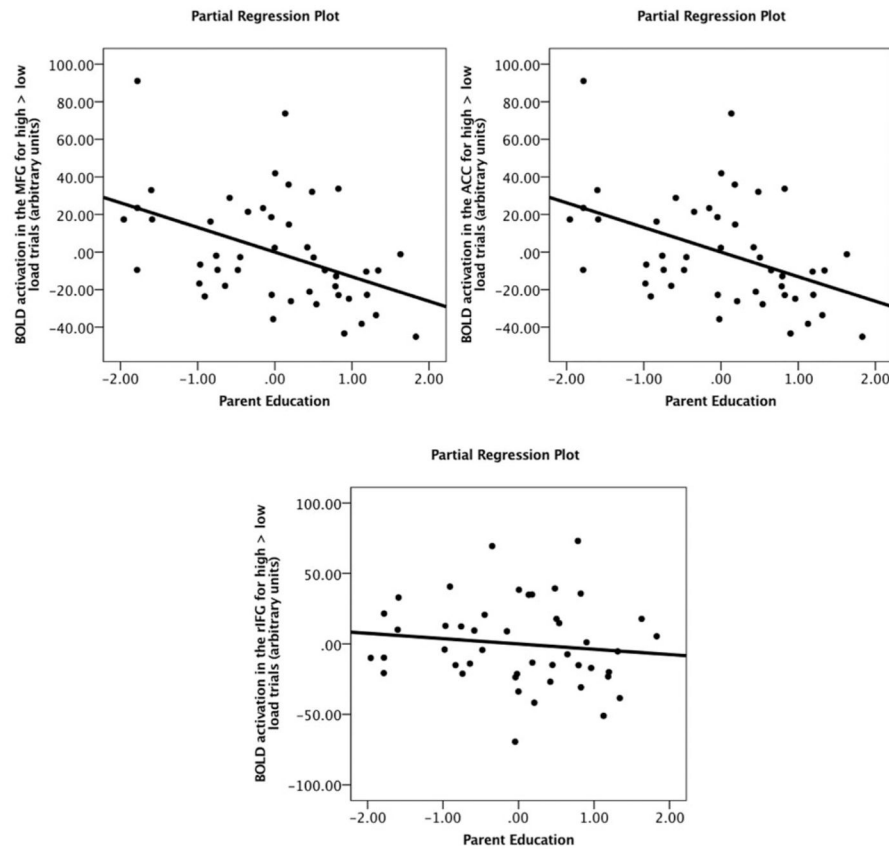 Partial Regression Plot
BOLD activation in the MFG for high > low
load trials (arbitrary units)
100.00
80.00
60.00
40.00
20.00
.00
-20.00
-40.00
-2.00 -1.00 .00 1.00 2.00
Parent Education
Partial Regression Plot
BOLD activation in the ACC for high > low
load trials (arbitrary units)
100.00
80.00
60.00
40.00
20.00
.00
-20.00
-40.00
-2.00 -1.00 .00 1.00 2.00
Parent Education
Partial Regression Plot
BOLD activation in the rIFG for high > low
load trials (arbitrary units)
100.00
50.00
.00
-50.00
-100.00
-2.00 -1.00 .00 1.00 2.00
Parent Education